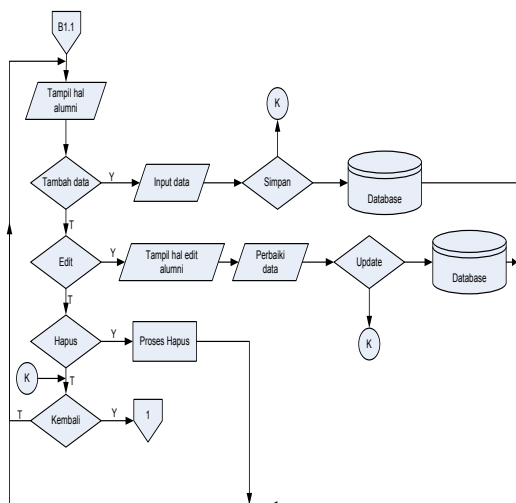 B1.1
Tampil hal
alumni
K
Tambah data
Y
Input data
Simpan
Database
T
Edit
Y
Tampil hal edit
alumni
Perbaiki
data
Update
Database
T
Hapus
Y
Proses Hapus
K
K
T
T
Kembali
Y
1